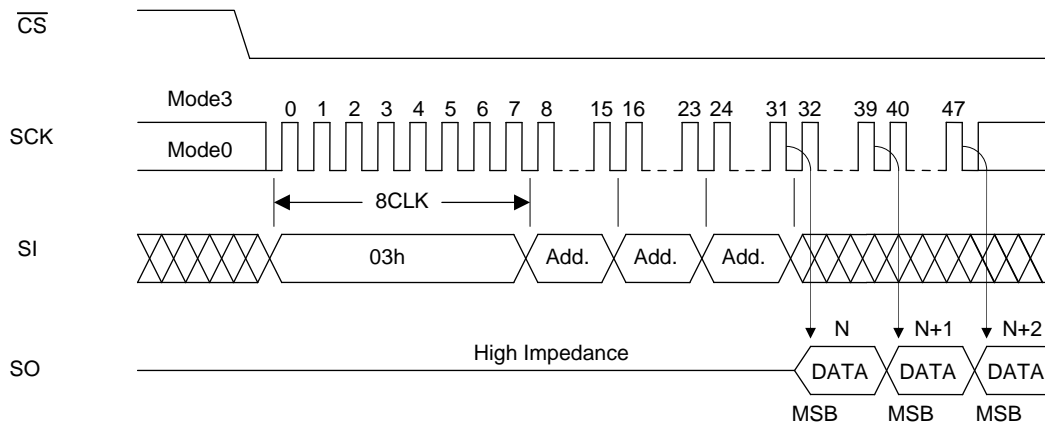 CS
Mode3
0 1 2 3 4 5 6 7 8 15 16 23 24 31 32 39 40 47
SCK
Mode0
8CLK
SI
03h Add. Add. Add.
N N+1 N+2
High Impedance
SO
DATA DATA DATA
MSB MSB MSB